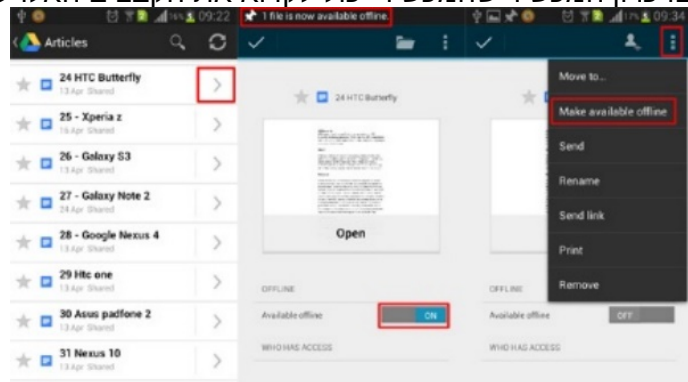 09:22
Articles
24 HTC Butterfly
13 Apr Shared
25 - Xperia z
16 Apr Shared
26 - Galaxy S3
13 Apr Shared
27 - Galaxy Note 2
24 Apr Shared
28 - Google Nexus 4
13 Apr Shared
29 Htc one
13 Apr Shared
30 Asus padfone 2
13 Apr Shared
31 Nexus 10
13 Apr Shared
1 file is now available offline.
24 HTC Butterfly
Open
OFFLINE
Available offline
ON
WHO HAS ACCESS
09:34
Move to...
Make available offline
Send
Rename
Send link
Print
Remove
OFFLINE
Available offline
OFF
WHO HAS ACCESS